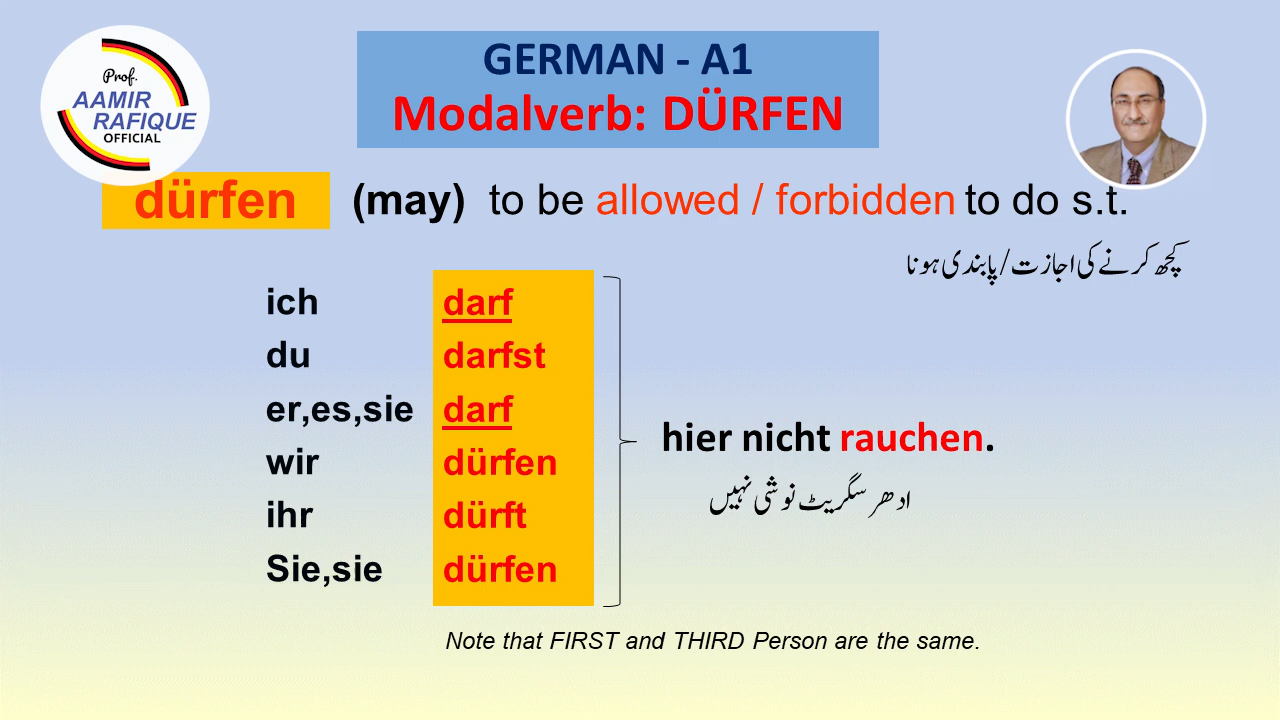 Prof.
AAMIR
RAFIQUE
OFFICIAL
GERMAN - A1
Modalverb: DÜRFEN
dürfen (may) to be allowed / forbidden to do s.t.
کچھ کرنے کی اجازت / پابندی ہونا
ich darf
du darfst
er,es,sie darf
wir dürfen
ihr dürft
Sie,sie dürfen
hier nicht rauchen.
ادھر سگریٹ نوشی نہیں
Note that FIRST and THIRD Person are the same.